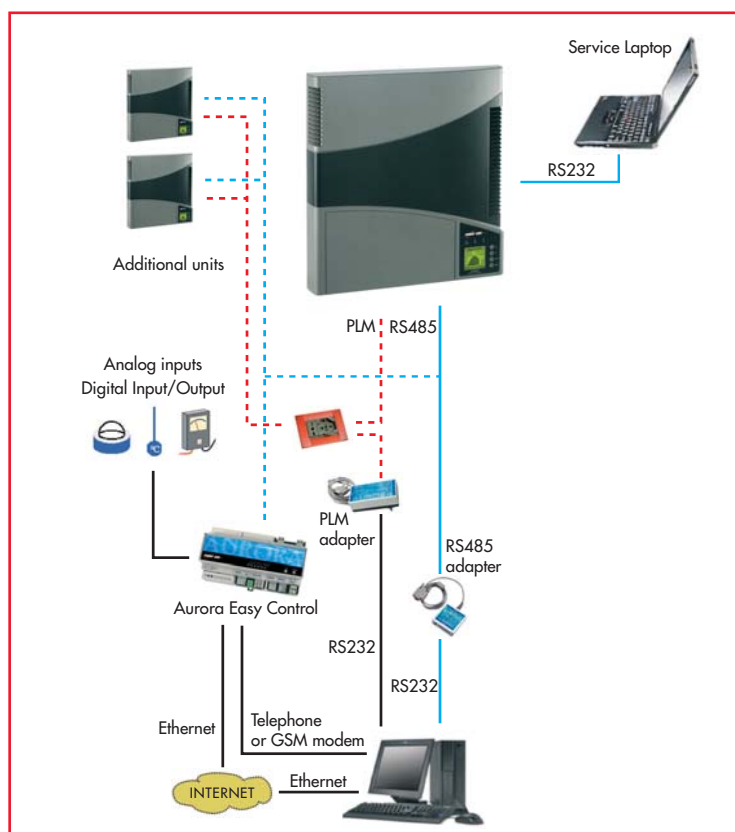 Service Laptop
RS232
Additional units
PLM
RS485
Analog inputs
Digital Input/Output
°C
PLM
adapter
RS485
adapter
AURORA
Aurora Easy Control
RS232
RS232
Ethernet
Telephone
or GSM modem
Ethernet
INTERNET